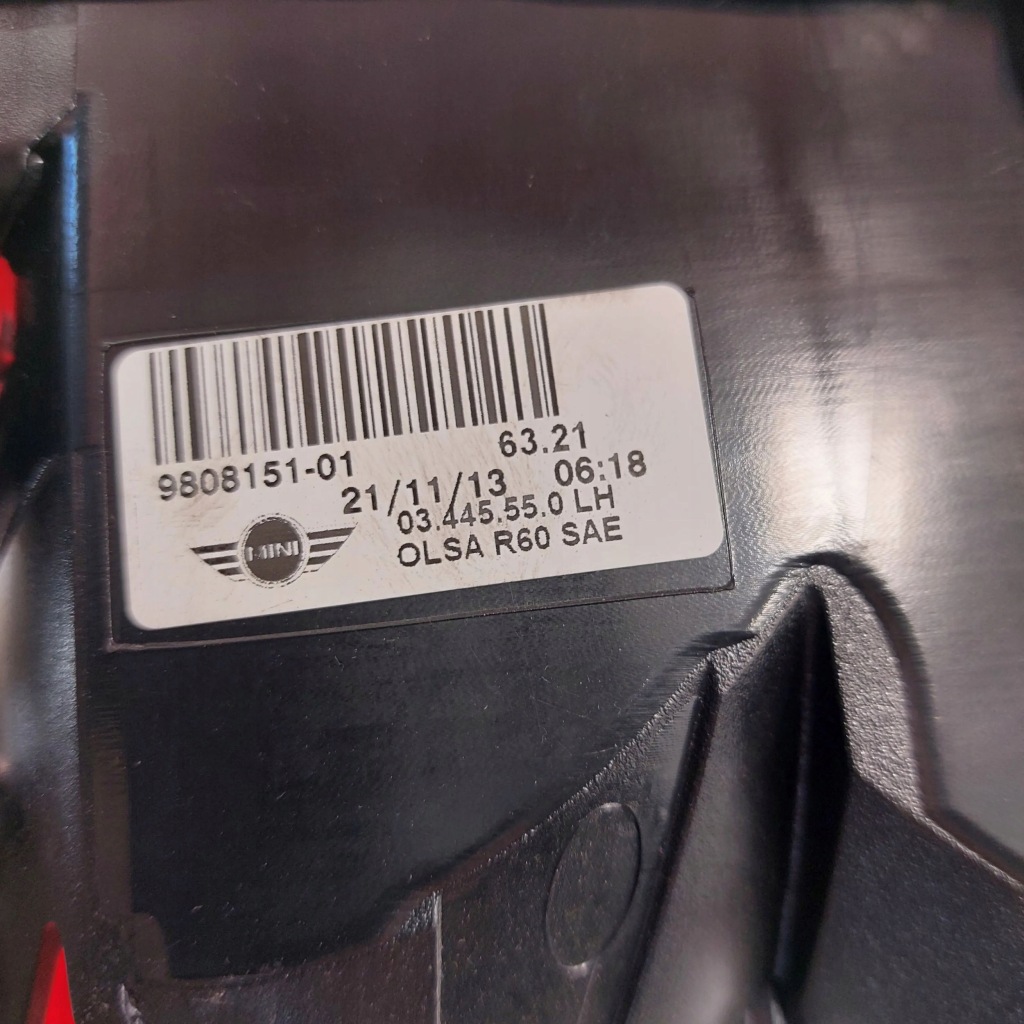 63.21
9808151-01
21/11/13 06:18
03.445.55.0 LH
MINI
OLSA R60 SAE